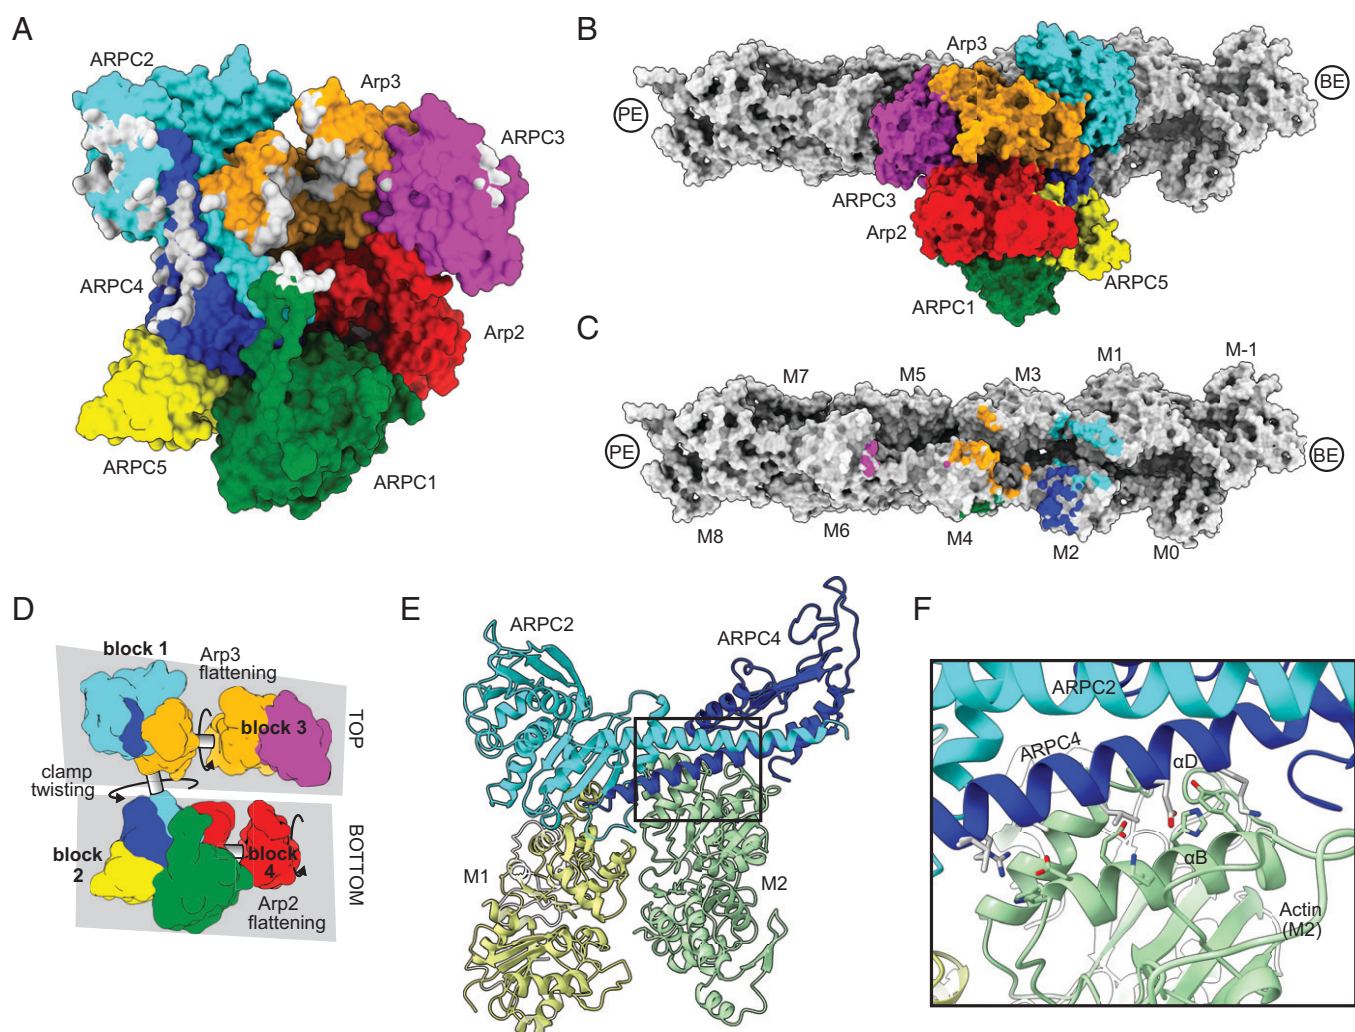 A
ARPC2
Arp3
ARPC3
ARPC4
Arp2
ARPC5
ARPC1
B
Arp3
PE
BE
ARPC3
Arp2
ARPC5
ARPC1
C
M7
M5
M3
M1
M-1
PE
BE
M8
M6
M4
M2
M0
D
block 1
Arp3
flattening
block 3
TOP
clamp
twisting
block
2
block
4
BOTTOM
Arp2
flattening
E
ARPC2
ARPC4
M1
M2
F
ARPC2
ARPC4
αD
αB
Actin
(M2)